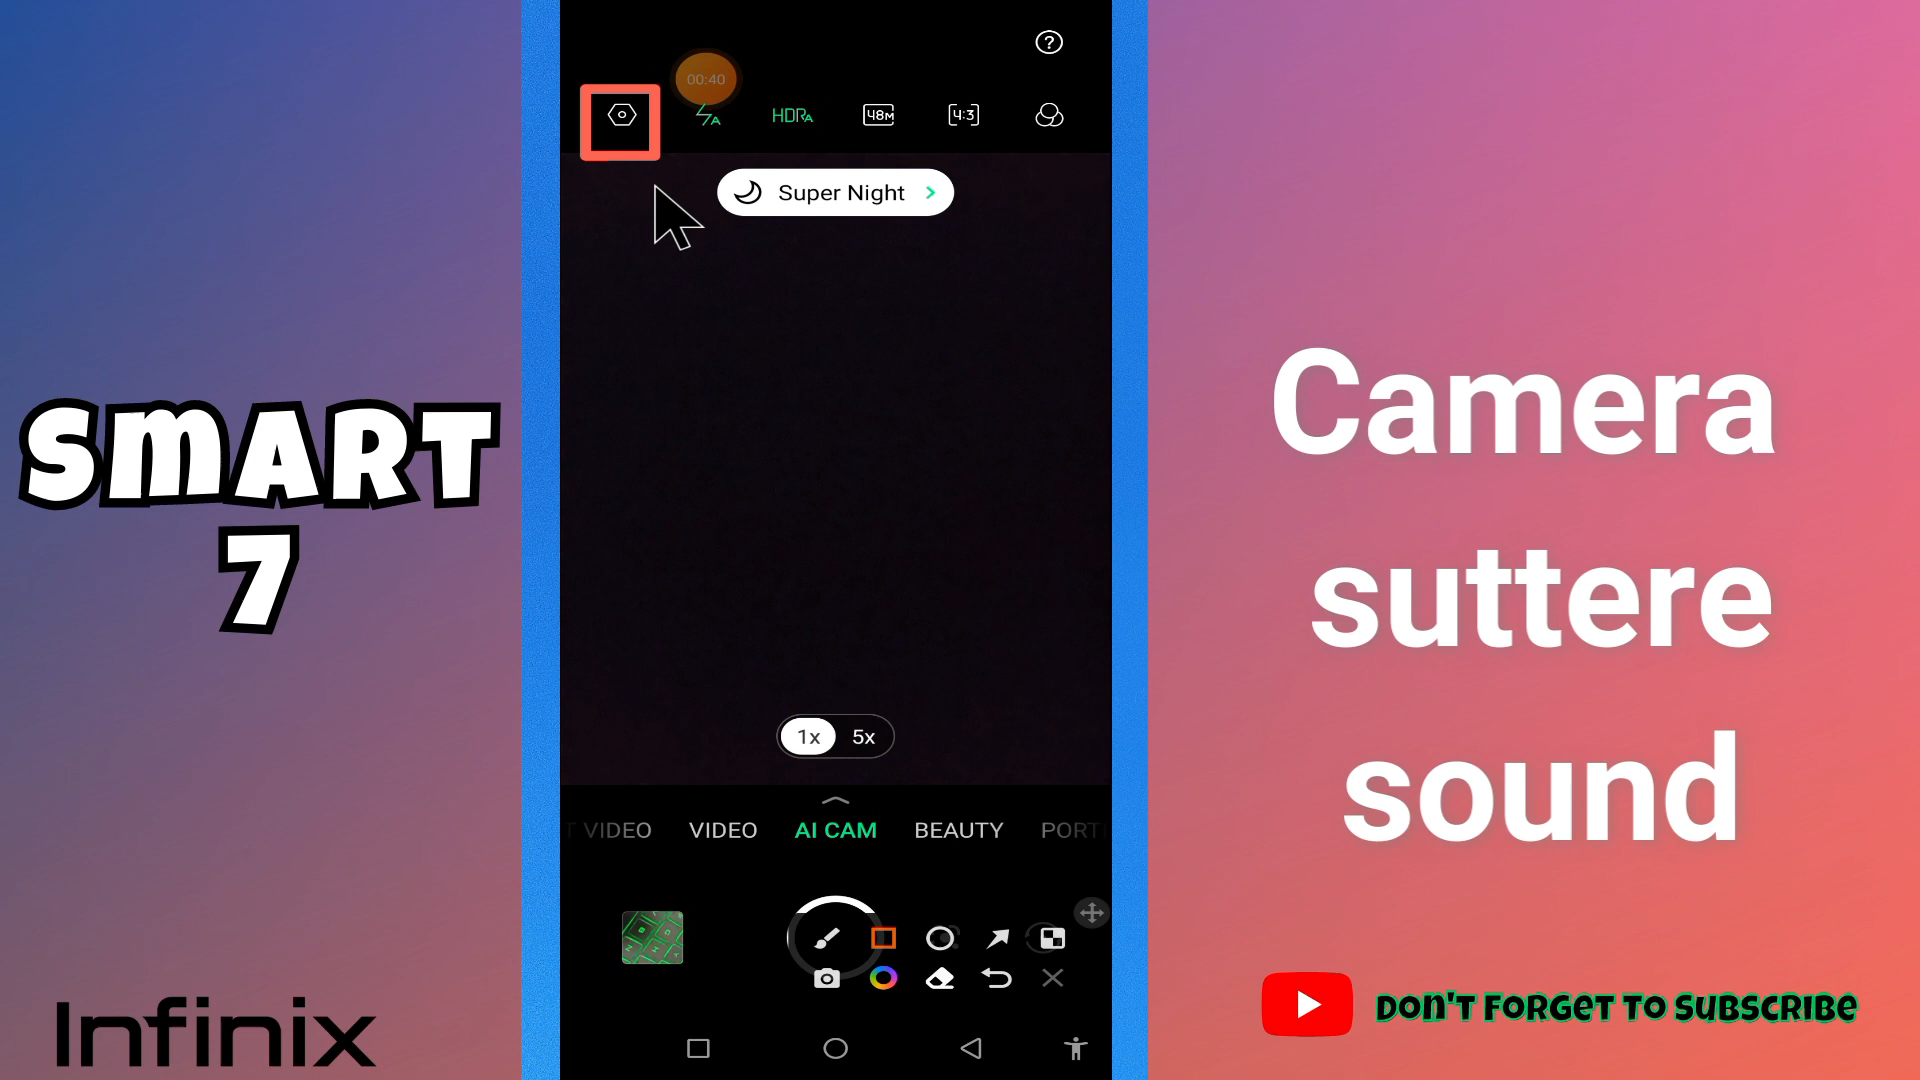 00:40
HDRA
48M
4:3
Super Night
1x 5x
T VIDEO VIDEO AI CAM BEAUTY PORT
SMART
7
Infinix
Camera
suttere
sound
DON'T FORGET TO SUBSCRIBE